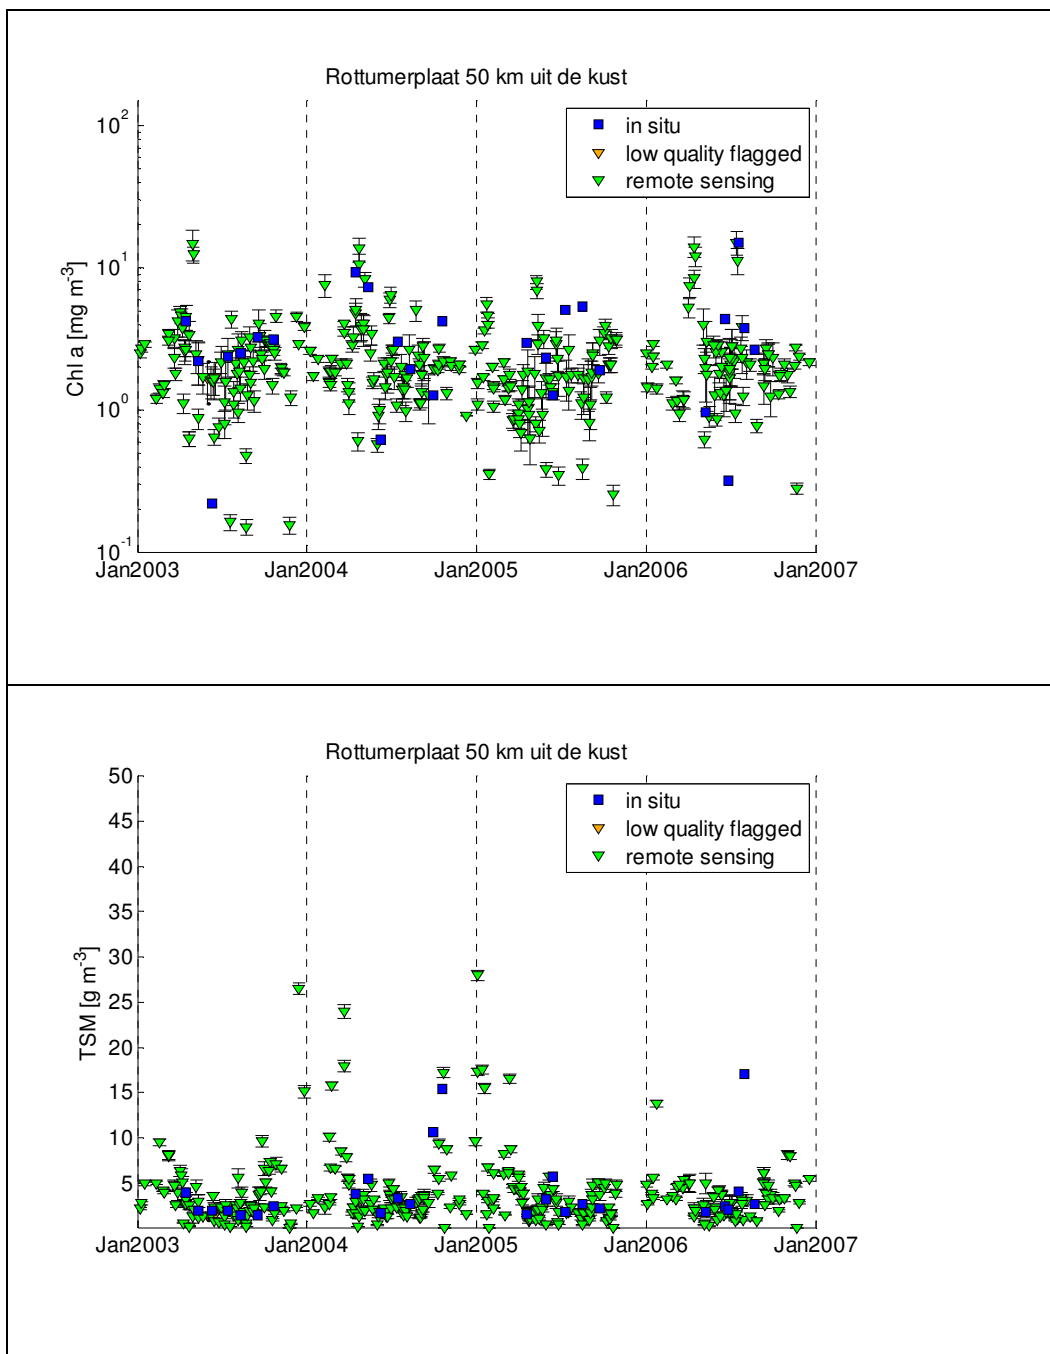 Rottumerplaat 50 km uit de kust
in situ
low quality flagged
remote sensing
Chl a [mg m-3]
10^2
10^1
10^0
10^-1
Jan2003 Jan2004 Jan2005 Jan2006 Jan2007
Rottumerplaat 50 km uit de kust
in situ
low quality flagged
remote sensing
TSM [g m-3]
50
45
40
35
30
25
20
15
10
5
Jan2003 Jan2004 Jan2005 Jan2006 Jan2007